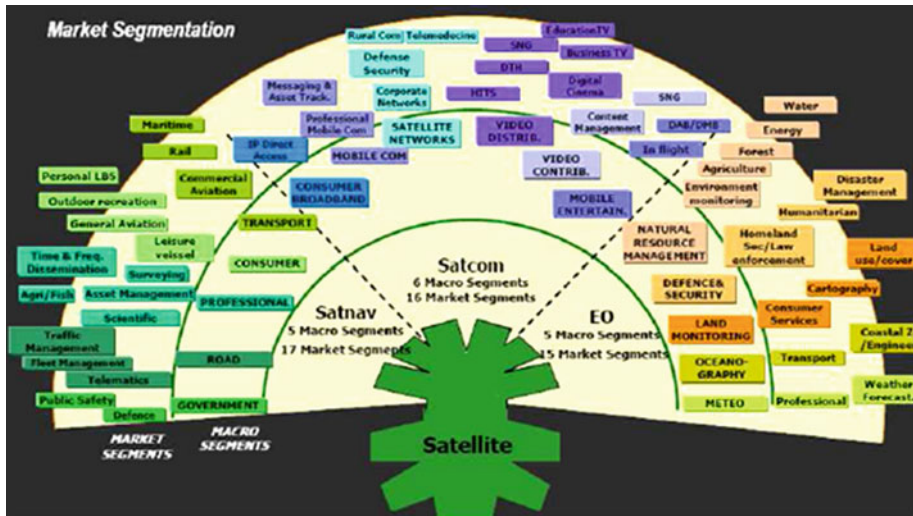 Market Segmentation
Rural Com
Telemedecine
EducationTV
SNG
Business TV
Defense
Security
DTH
Digital
Cinema
Messaging &
Asset Track.
Corporate
Networks
HITS
SNG
Water
Professional
Mobile Com
Content
Management
DAB/DMB
Energy
Maritime
SATELLITE
NETWORKS
VIDEO
DISTRIB.
Rail
IP Direct
Access
MOBILE COM
In flight
Forest
VIDEO
CONTRIB.
Agriculture
Personal LBS
Commercial
Aviation
CONSUMER
BROADBAND
Environment
monitoring
Disaster
Management
Outdoor recreation
MOBILE
ENTERTAIN.
Humanitarian
General Aviation
TRANSPORT
NATURAL
RESOURCE
MANAGEMENT
Homeland
Sec/Law
enforcement
Leisure
vessel
Land
use/cover
Time & Freq.
Dissemination
CONSUMER
Satcom
6 Macro Segments
16 Market Segments
Surveying
Agri/Fish
Asset Management
PROFESSIONAL
DEFENCE&
SECURITY
Cartography
Scientific
Satnav
5 Macro Segments
17 Market Segments
EO
5 Macro Segments
15 Market Segments
LAND
MONITORING
Consumer
Services
Traffic
Management
Coastal Z
/Engineer
Fleet Management
ROAD
OCEANO-
GRAPHY
Transport
Telematics
Public Safety
GOVERNMENT
METEO
Professional
Weather
Forecast.
Defence
MARKET
SEGMENTS
MACRO
SEGMENTS
Satellite